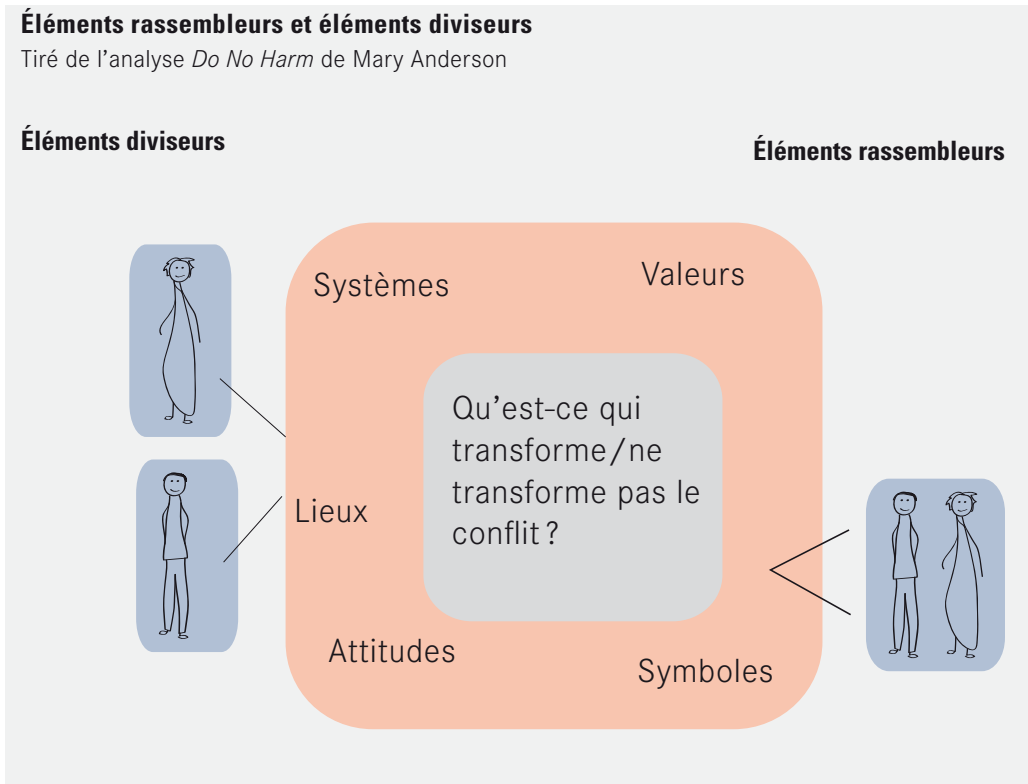 Éléments rassembleurs et éléments diviseurs
Tiré de l’analyse Do No Harm de Mary Anderson
Éléments diviseurs
Éléments rassembleurs
Systèmes
Valeurs
Qu’est-ce qui
transforme/ne
transforme pas le
conflit ?
Lieux
Attitudes
Symboles